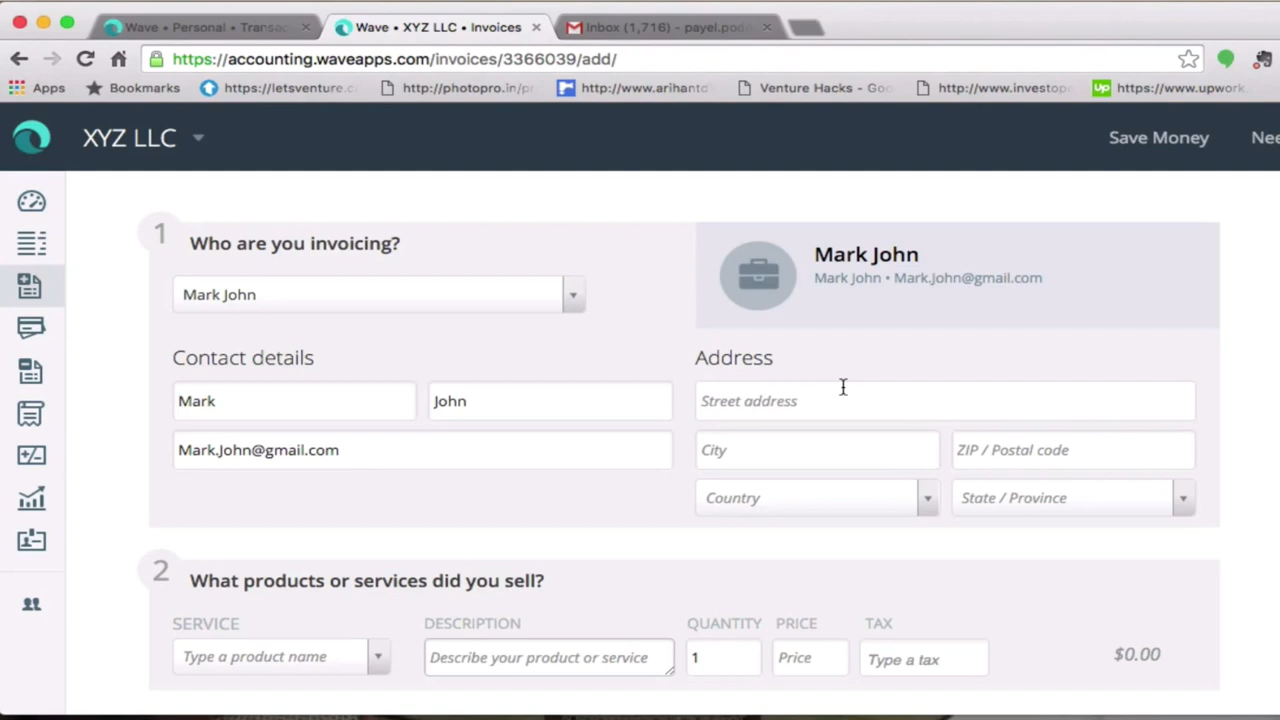 Wave • Personal • Transac
Wave • XYZ LLC • Invoices
Inbox (1,716) - payel.pod
https://accounting.waveapps.com/invoices/3366039/add/
Apps
Bookmarks
https://letsventure.c
http://photopro.in/pr
http://www.arihantd
Venture Hacks - Goo
http://www.investop
Up
https://www.upwork.
XYZ LLC
Save Money
Nee
1
Who are you invoicing?
Mark John
Mark John • Mark.John@gmail.com
Mark John
Contact details
Address
Mark
John
Street address
Mark.John@gmail.com
City
ZIP / Postal code
Country
State / Province
2
What products or services did you sell?
SERVICE
DESCRIPTION
QUANTITY
PRICE
TAX
Type a product name
Describe your product or service
1
Price
Type a tax
$0.00